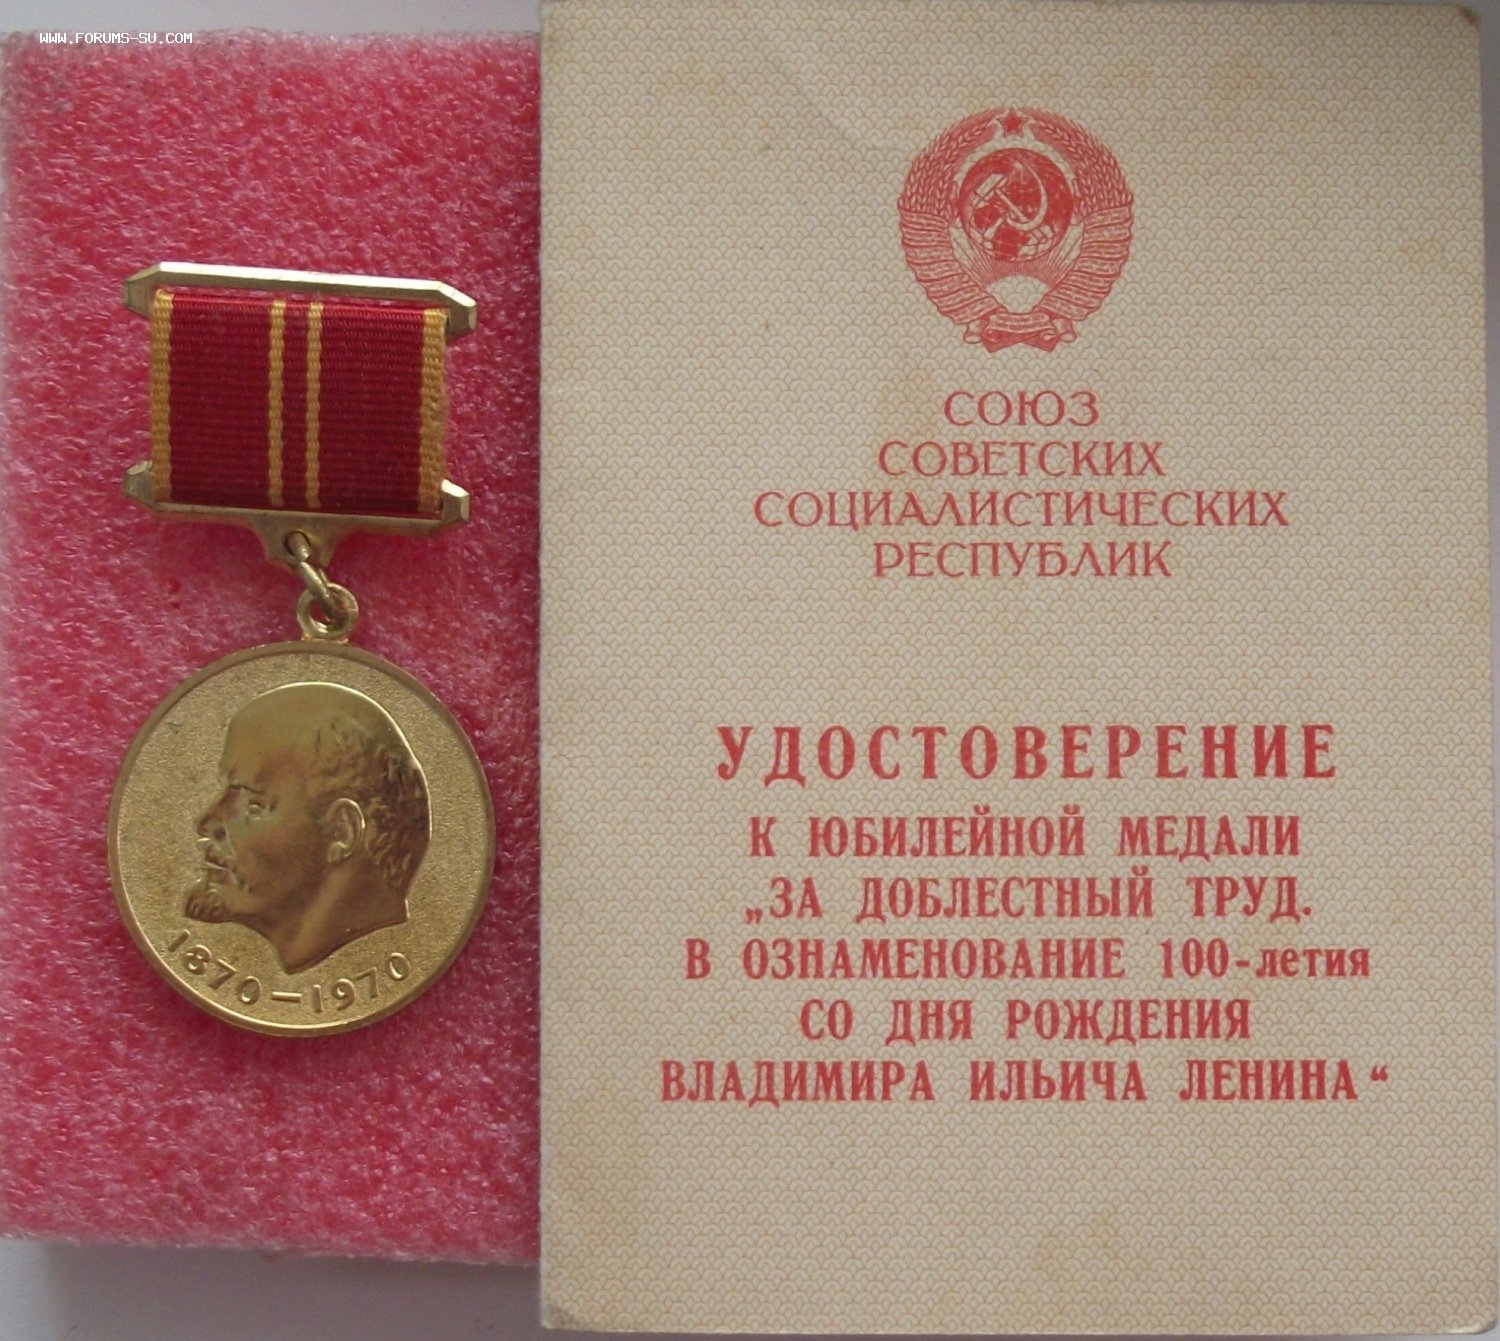 WWW.FORUMS-SU.COM
1870–1970
СОЮЗ
СОВЕТСКИХ
СОЦИАЛИСТИЧЕСКИХ
РЕСПУБЛИК
УДОСТОВЕРЕНИЕ
К ЮБИЛЕЙНОЙ МЕДАЛИ
„ЗА ДОБЛЕСТНЫЙ ТРУД.
В ОЗНАМЕНОВАНИЕ 100-летия
СО ДНЯ РОЖДЕНИЯ
ВЛАДИМИРА ИЛЬИЧА ЛЕНИНА“